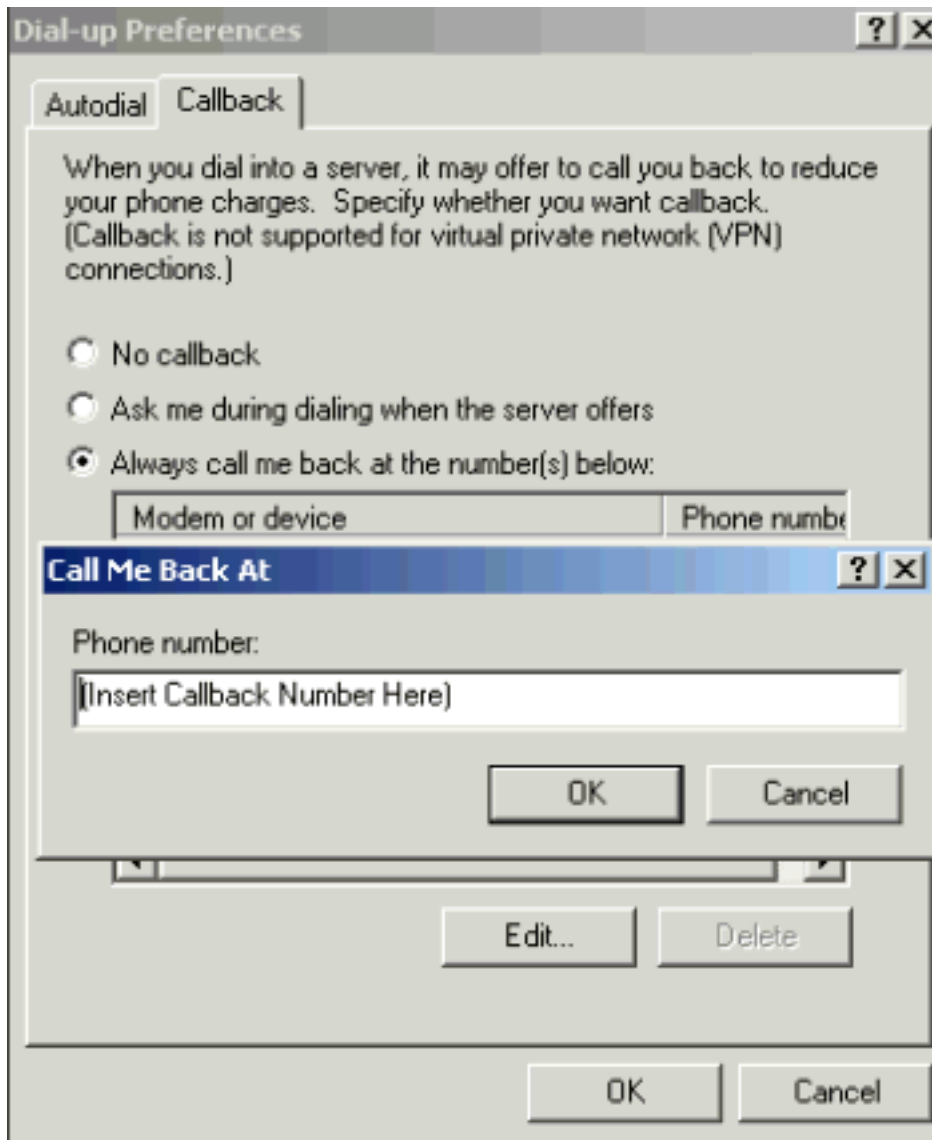 Dial-up Preferences
Autodial
Callback
When you dial into a server, it may offer to call you back to reduce
your phone charges. Specify whether you want callback.
(Callback is not supported for virtual private network (VPN)
connections.)
No callback
Ask me during dialing when the server offers
Always call me back at the number(s) below:
Modem or device
Phone numbe
Call Me Back At
Phone number:
(Insert Callback Number Here)
OK
Cancel
Edit...
Delete
OK
Cancel